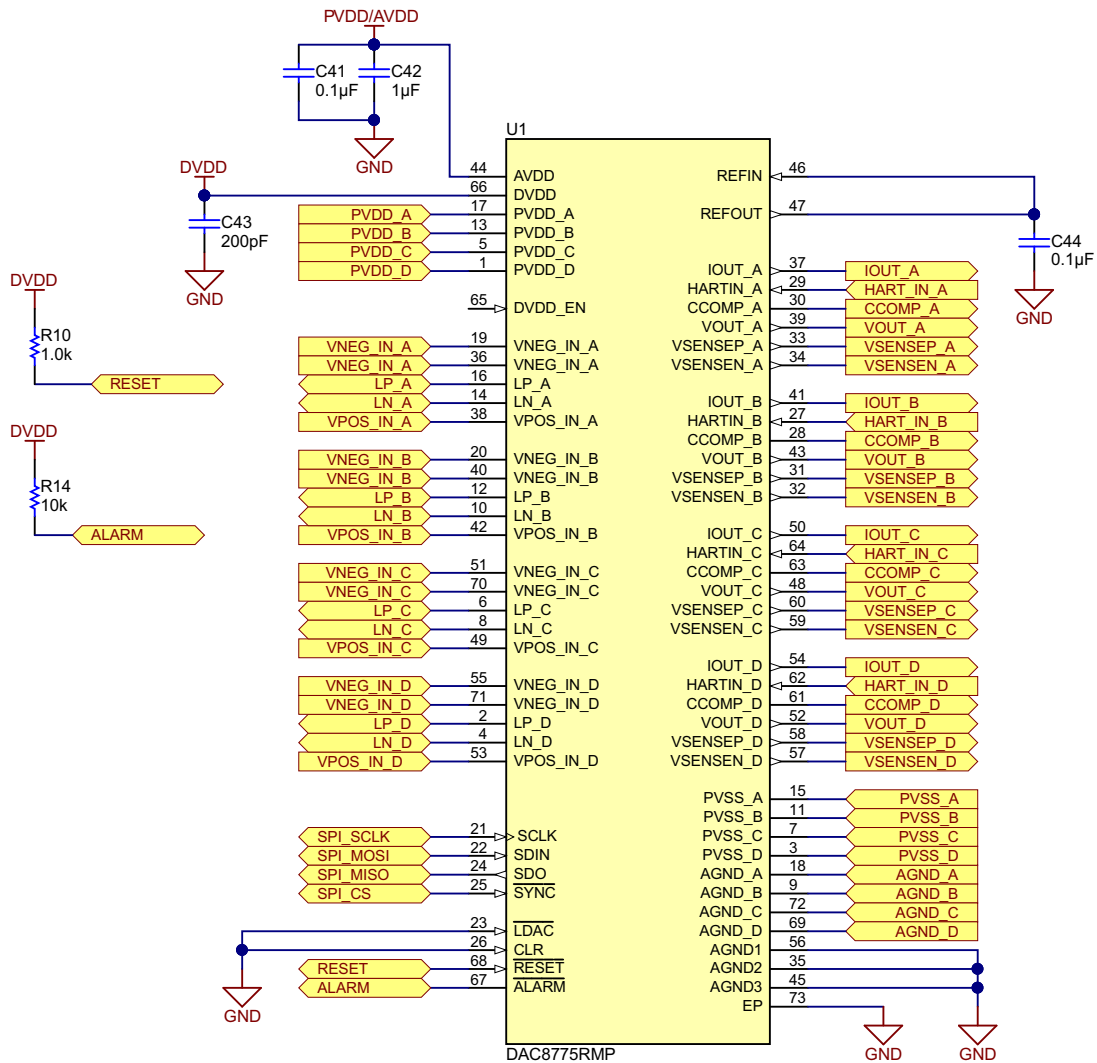 PVDD/AVDD
C41
0.1µF
C42
1µF
GND
DVDD
C43
200pF
GND
DVDD
R10
1.0k
RESET
DVDD
R14
10k
ALARM
U1
PVDD_A 17 PVDD_A
44 AVDD
66 DVDD
PVDD_B 13 PVDD_B
PVDD_C 5 PVDD_C
PVDD_D 1 PVDD_D
65 DVDD_EN
VNEG_IN_A 19 VNEG_IN_A
VNEG_IN_A 36 VNEG_IN_A
LP_A 16 LP_A
LN_A 14 LN_A
VPOS_IN_A 38 VPOS_IN_A
VNEG_IN_B 20 VNEG_IN_B
VNEG_IN_B 40 VNEG_IN_B
LP_B 12 LP_B
LN_B 10 LN_B
VPOS_IN_B 42 VPOS_IN_B
VNEG_IN_C 51 VNEG_IN_C
VNEG_IN_C 70 VNEG_IN_C
LP_C 6 LP_C
LN_C 8 LN_C
VPOS_IN_C 49 VPOS_IN_C
VNEG_IN_D 55 VNEG_IN_D
VNEG_IN_D 71 VNEG_IN_D
LP_D 2 LP_D
LN_D 4 LN_D
VPOS_IN_D 53 VPOS_IN_D
SPI_SCLK 21 SCLK
SPI_MOSI 22 SDIN
SPI_MISO 24 SDO
SPI_CS 25 SYNC
23 LDAC
26 CLR
RESET 68 RESET
ALARM 67 ALARM
GND
REFIN 46
REFOUT 47
C44
0.1µF
GND
IOUT_A 37 IOUT_A
HARTIN_A 29 HART_IN_A
CCOMP_A 30 CCOMP_A
VOUT_A 39 VOUT_A
VSENSEP_A 33 VSENSEP_A
VSENSEN_A 34 VSENSEN_A
IOUT_B 41 IOUT_B
HARTIN_B 27 HART_IN_B
CCOMP_B 28 CCOMP_B
VOUT_B 43 VOUT_B
VSENSEP_B 31 VSENSEP_B
VSENSEN_B 32 VSENSEN_B
IOUT_C 50 IOUT_C
HARTIN_C 64 HART_IN_C
CCOMP_C 63 CCOMP_C
VOUT_C 48 VOUT_C
VSENSEP_C 60 VSENSEP_C
VSENSEN_C 59 VSENSEN_C
IOUT_D 54 IOUT_D
HARTIN_D 62 HART_IN_D
CCOMP_D 61 CCOMP_D
VOUT_D 52 VOUT_D
VSENSEP_D 58 VSENSEP_D
VSENSEN_D 57 VSENSEN_D
PVSS_A 15 PVSS_A
PVSS_B 11 PVSS_B
PVSS_C 7 PVSS_C
PVSS_D 3 PVSS_D
AGND_A 18 AGND_A
AGND_B 9 AGND_B
AGND_C 72 AGND_C
AGND_D 69 AGND_D
AGND1 56
AGND2 35
AGND3 45
EP 73
GND
GND
DAC8775RMP